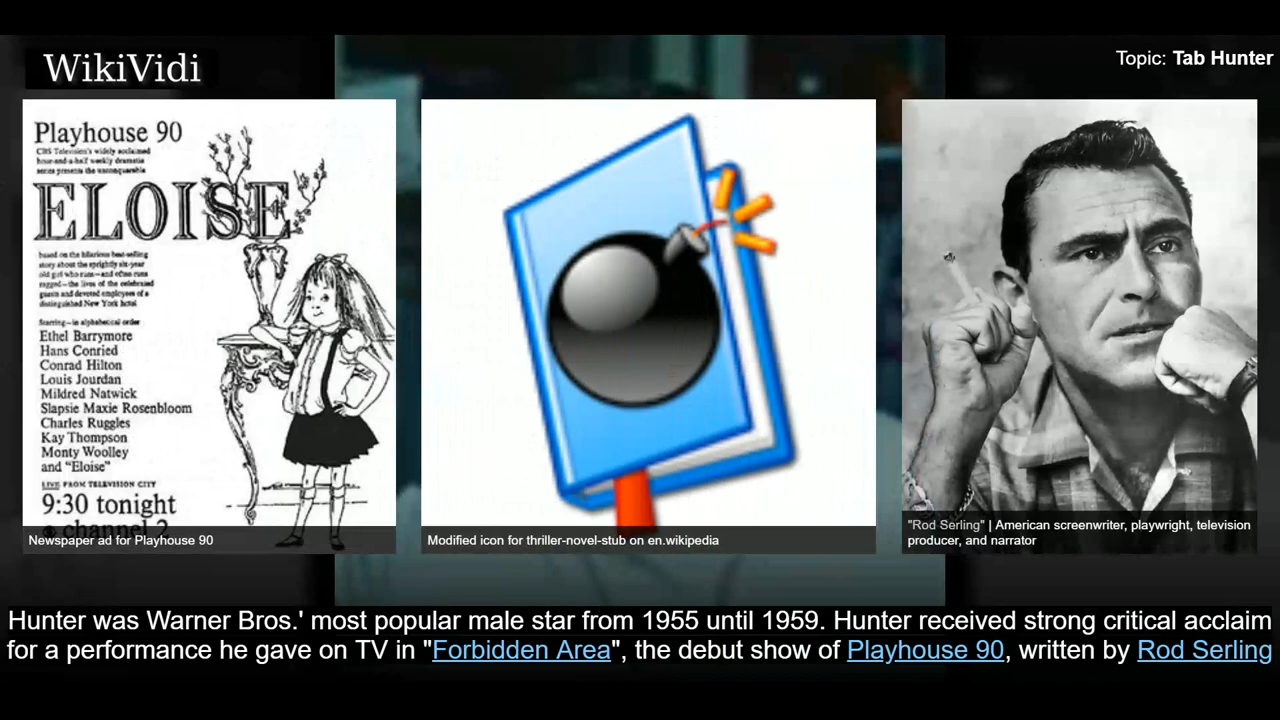 WikiVidi
Topic: Tab Hunter
Playhouse 90
CBS Television's widely acclaimed
hour-and-a-half weekly dramatic
series presents the unconquerable
ELOISE
based on the hilarious best-selling
story about the sprightly six-year
old girl who runs—and often runs
ragged—the lives of the celebrated
guests and devoted employees of a
distinguished New York hotel
Starring—in alphabetical order
Ethel Barrymore
Hans Conried
Conrad Hilton
Louis Jourdan
Mildred Natwick
Slapsie Maxie Rosenbloom
Charles Ruggles
Kay Thompson
Monty Woolley
and "Eloise"
LIVE FROM TELEVISION CITY
9:30 tonight
channel 2
Newspaper ad for Playhouse 90
Modified icon for thriller-novel-stub on en.wikipedia
"Rod Serling" | American screenwriter, playwright, television
producer, and narrator
Hunter was Warner Bros.' most popular male star from 1955 until 1959. Hunter received strong critical acclaim
for a performance he gave on TV in "Forbidden Area", the debut show of Playhouse 90, written by Rod Serling